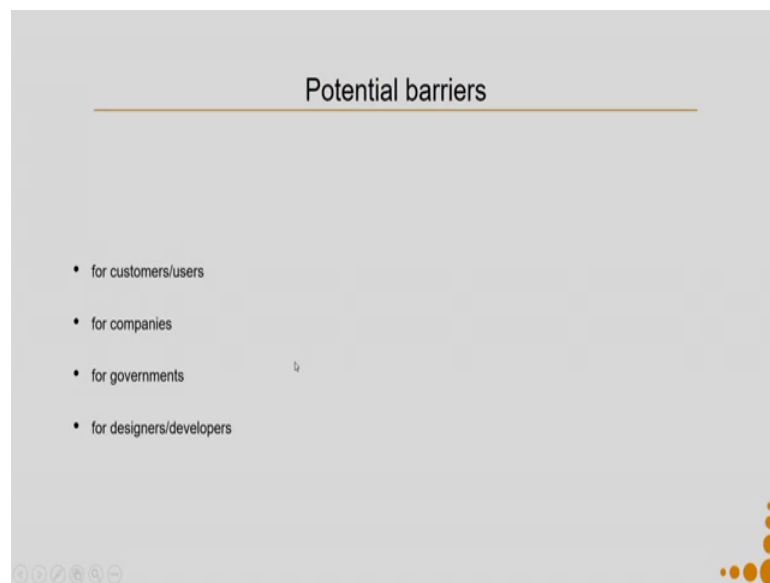 Potential barriers
• for customers/users
• for companies
• for governments
• for designers/developers